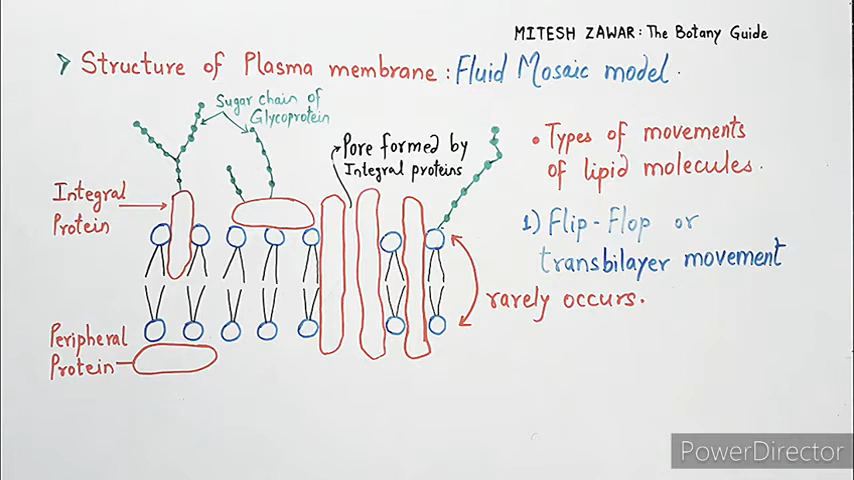 MITESH ZAWAR: The Botany Guide
Structure of Plasma membrane: Fluid Mosaic model.
Sugar chain of
Glycoprotein
Pore formed by
Integral proteins
Integral
Protein
Peripheral
Protein
• Types of movements
of lipid molecules.
1) Flip-Flop or
transbilayer movement
rarely occurs.
PowerDirector